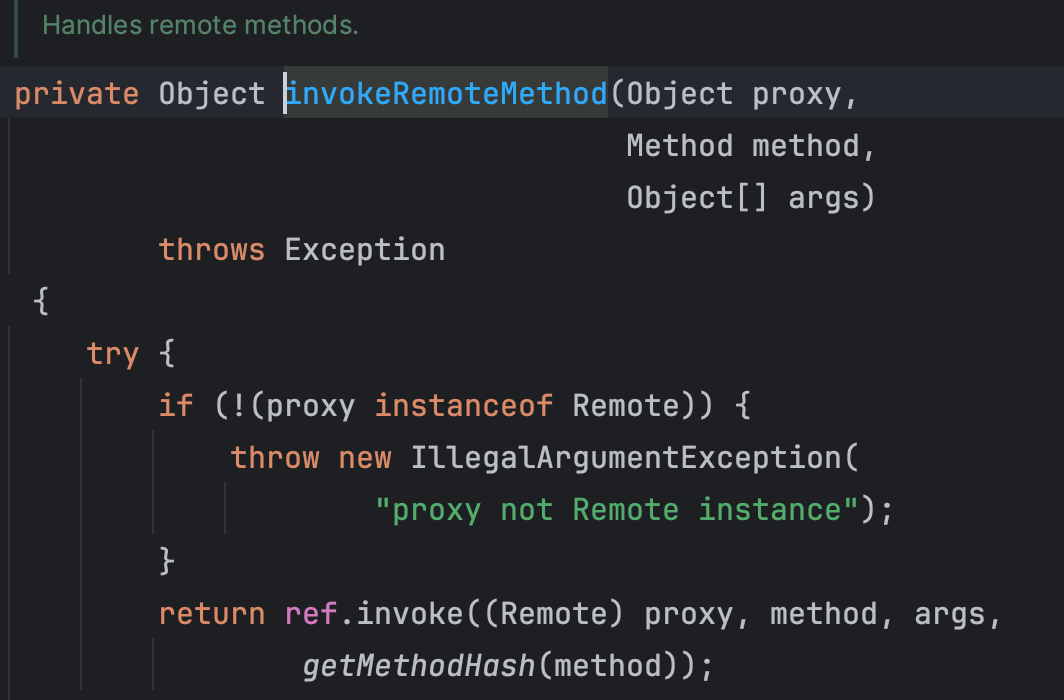 Handles remote methods.
private Object invokeRemoteMethod(Object proxy,
Method method,
Object[] args)
throws Exception
{
try {
if (!(proxy instanceof Remote)) {
throw new IllegalArgumentException(
"proxy not Remote instance");
}
return ref.invoke((Remote) proxy, method, args,
getMethodHash(method));